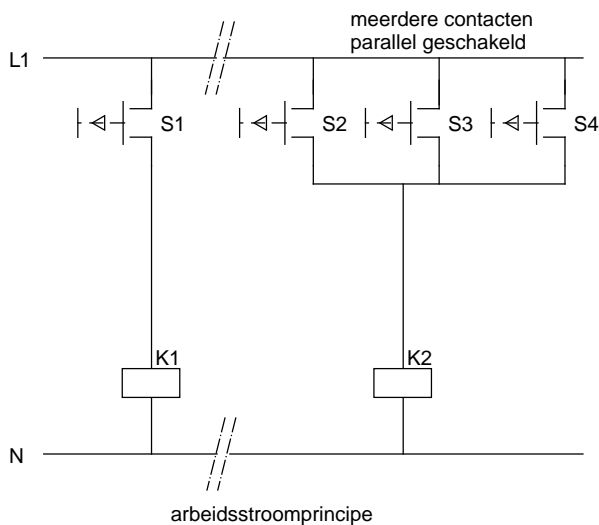 meerdere contacten
parallel geschakeld
L1
S1
S2
S3
S4
K1
K2
N
arbeidsstroomprincipe